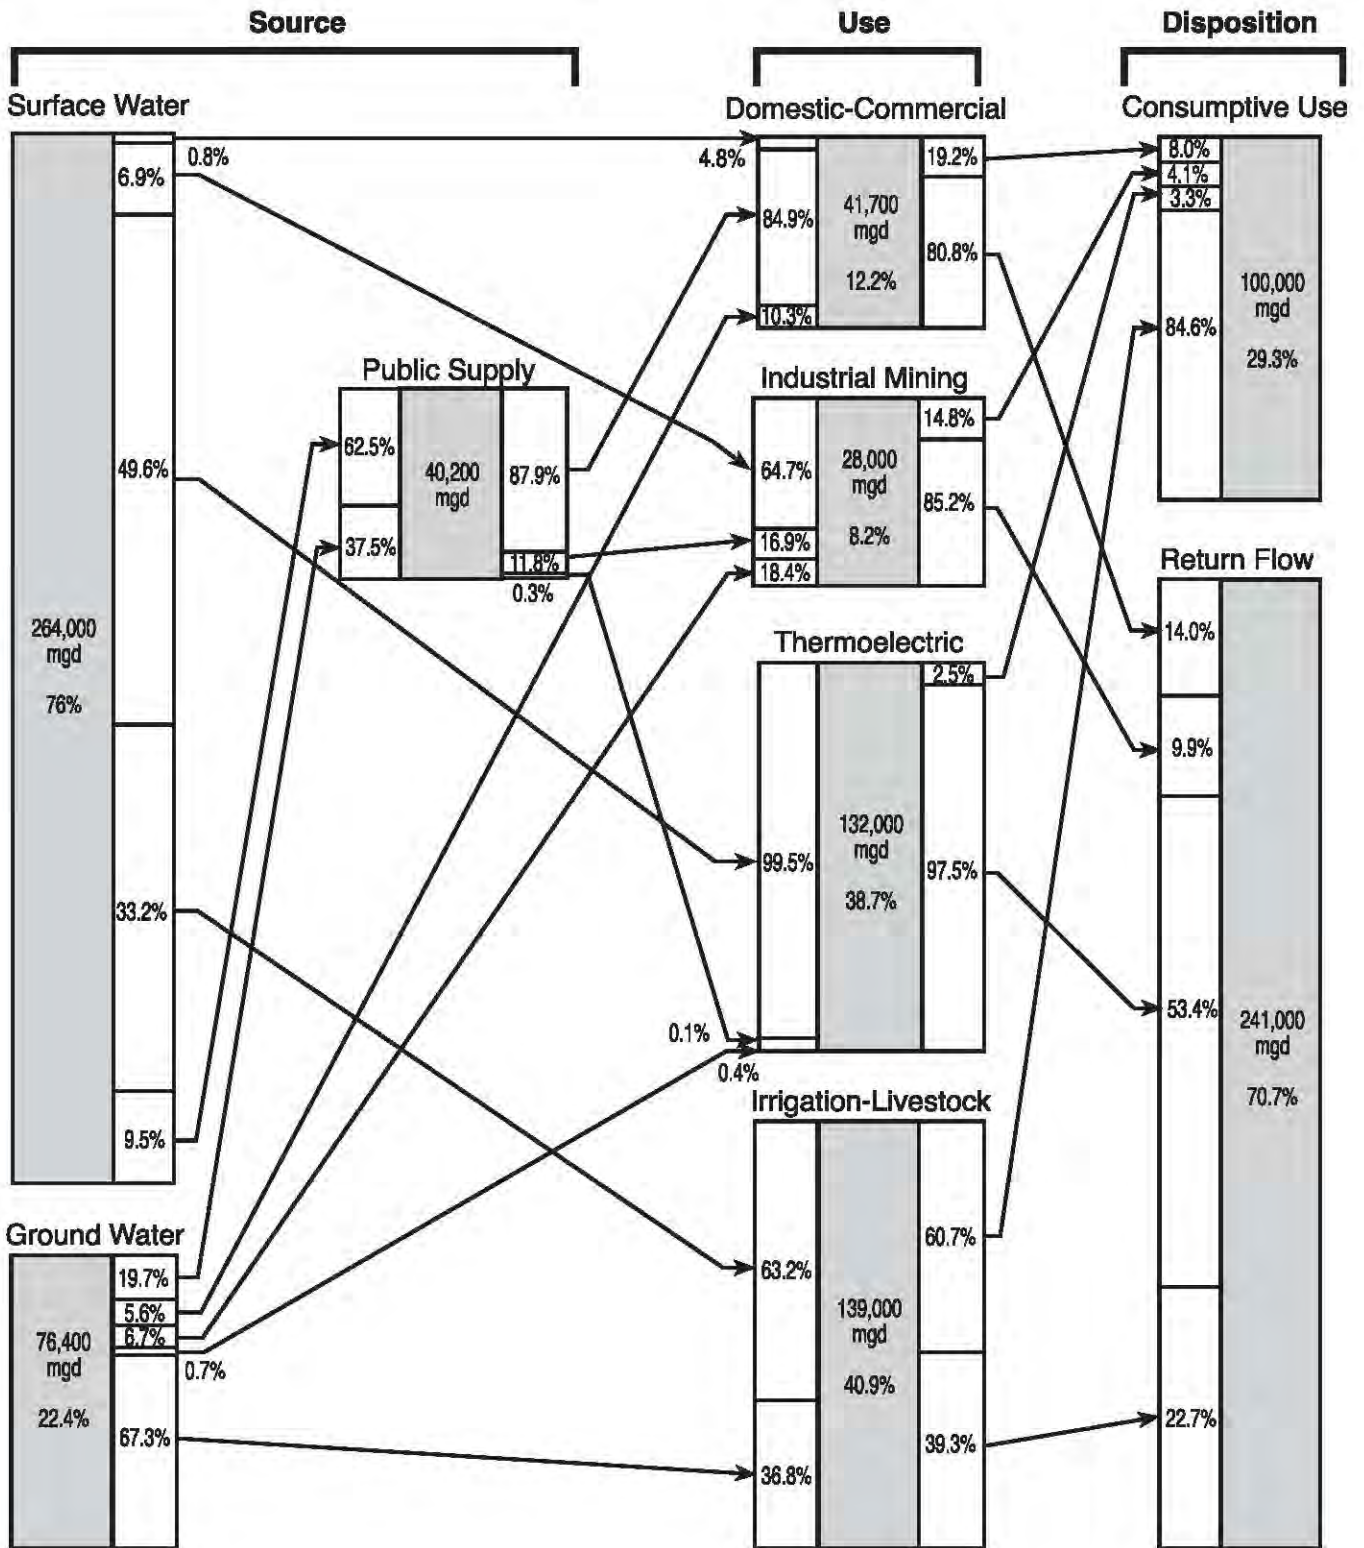 Source
Use
Disposition
Surface Water
0.8%
6.9%
49.6%
264,000
mgd
76%
33.2%
9.5%
Ground Water
19.7%
5.6%
6.7%
0.7%
76,400
mgd
22.4%
67.3%
Public Supply
62.5%
37.5%
40,200
mgd
87.9%
11.8%
0.3%
Domestic-Commercial
4.8%
84.9%
10.3%
41,700
mgd
12.2%
19.2%
80.8%
Industrial Mining
64.7%
16.9%
18.4%
28,000
mgd
8.2%
14.8%
85.2%
Thermoelectric
99.5%
0.1%
0.4%
132,000
mgd
38.7%
2.5%
97.5%
Irrigation-Livestock
63.2%
36.8%
139,000
mgd
40.9%
60.7%
39.3%
Consumptive Use
8.0%
4.1%
3.3%
84.6%
100,000
mgd
29.3%
Return Flow
14.0%
9.9%
53.4%
22.7%
241,000
mgd
70.7%